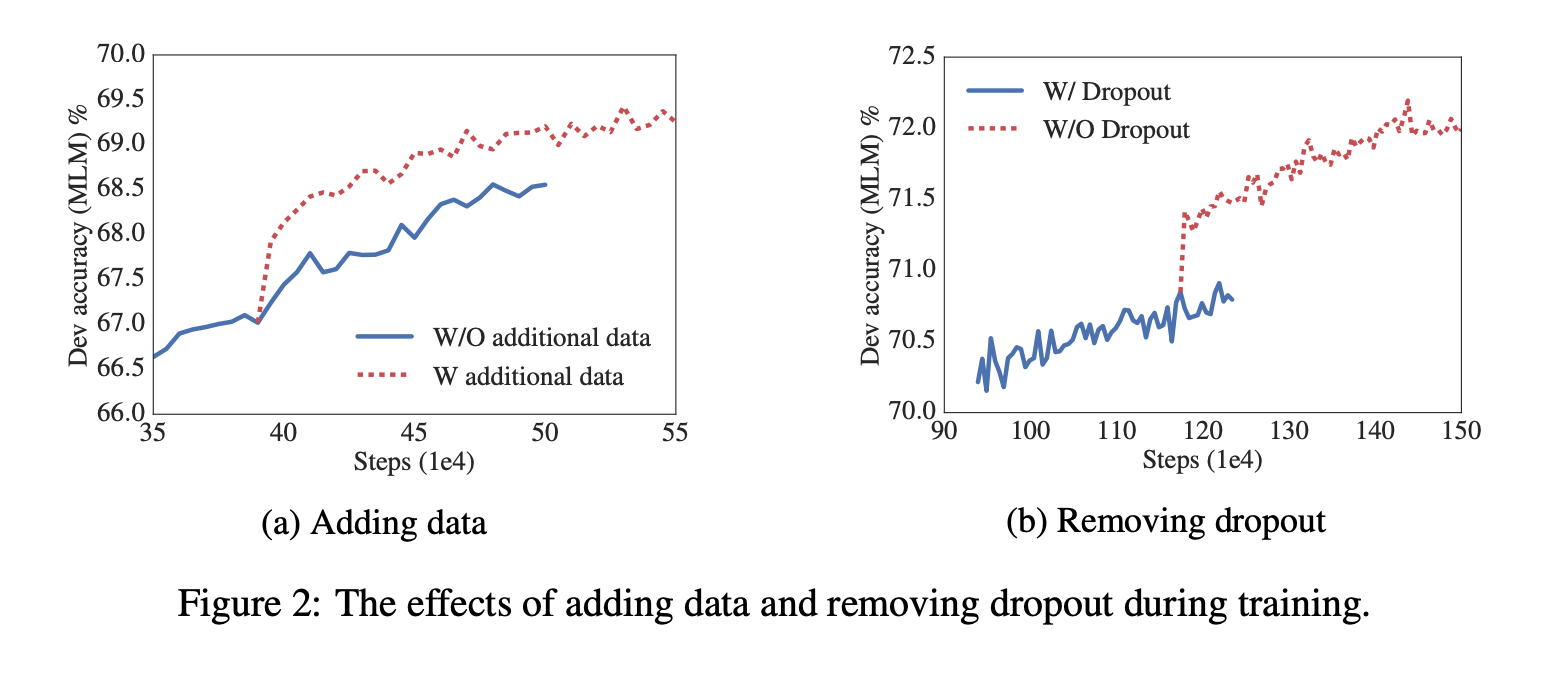 70.0
69.5
69.0
68.5
68.0
67.5
67.0
66.5
66.0
Dev accuracy (MLM) %
W/O additional data
W additional data
35 40 45 50 55
Steps (1e4)
(a) Adding data
72.5
72.0
71.5
71.0
70.5
70.0
Dev accuracy (MLM) %
W/ Dropout
W/O Dropout
90 100 110 120 130 140 150
Steps (1e4)
(b) Removing dropout
Figure 2: The effects of adding data and removing dropout during training.